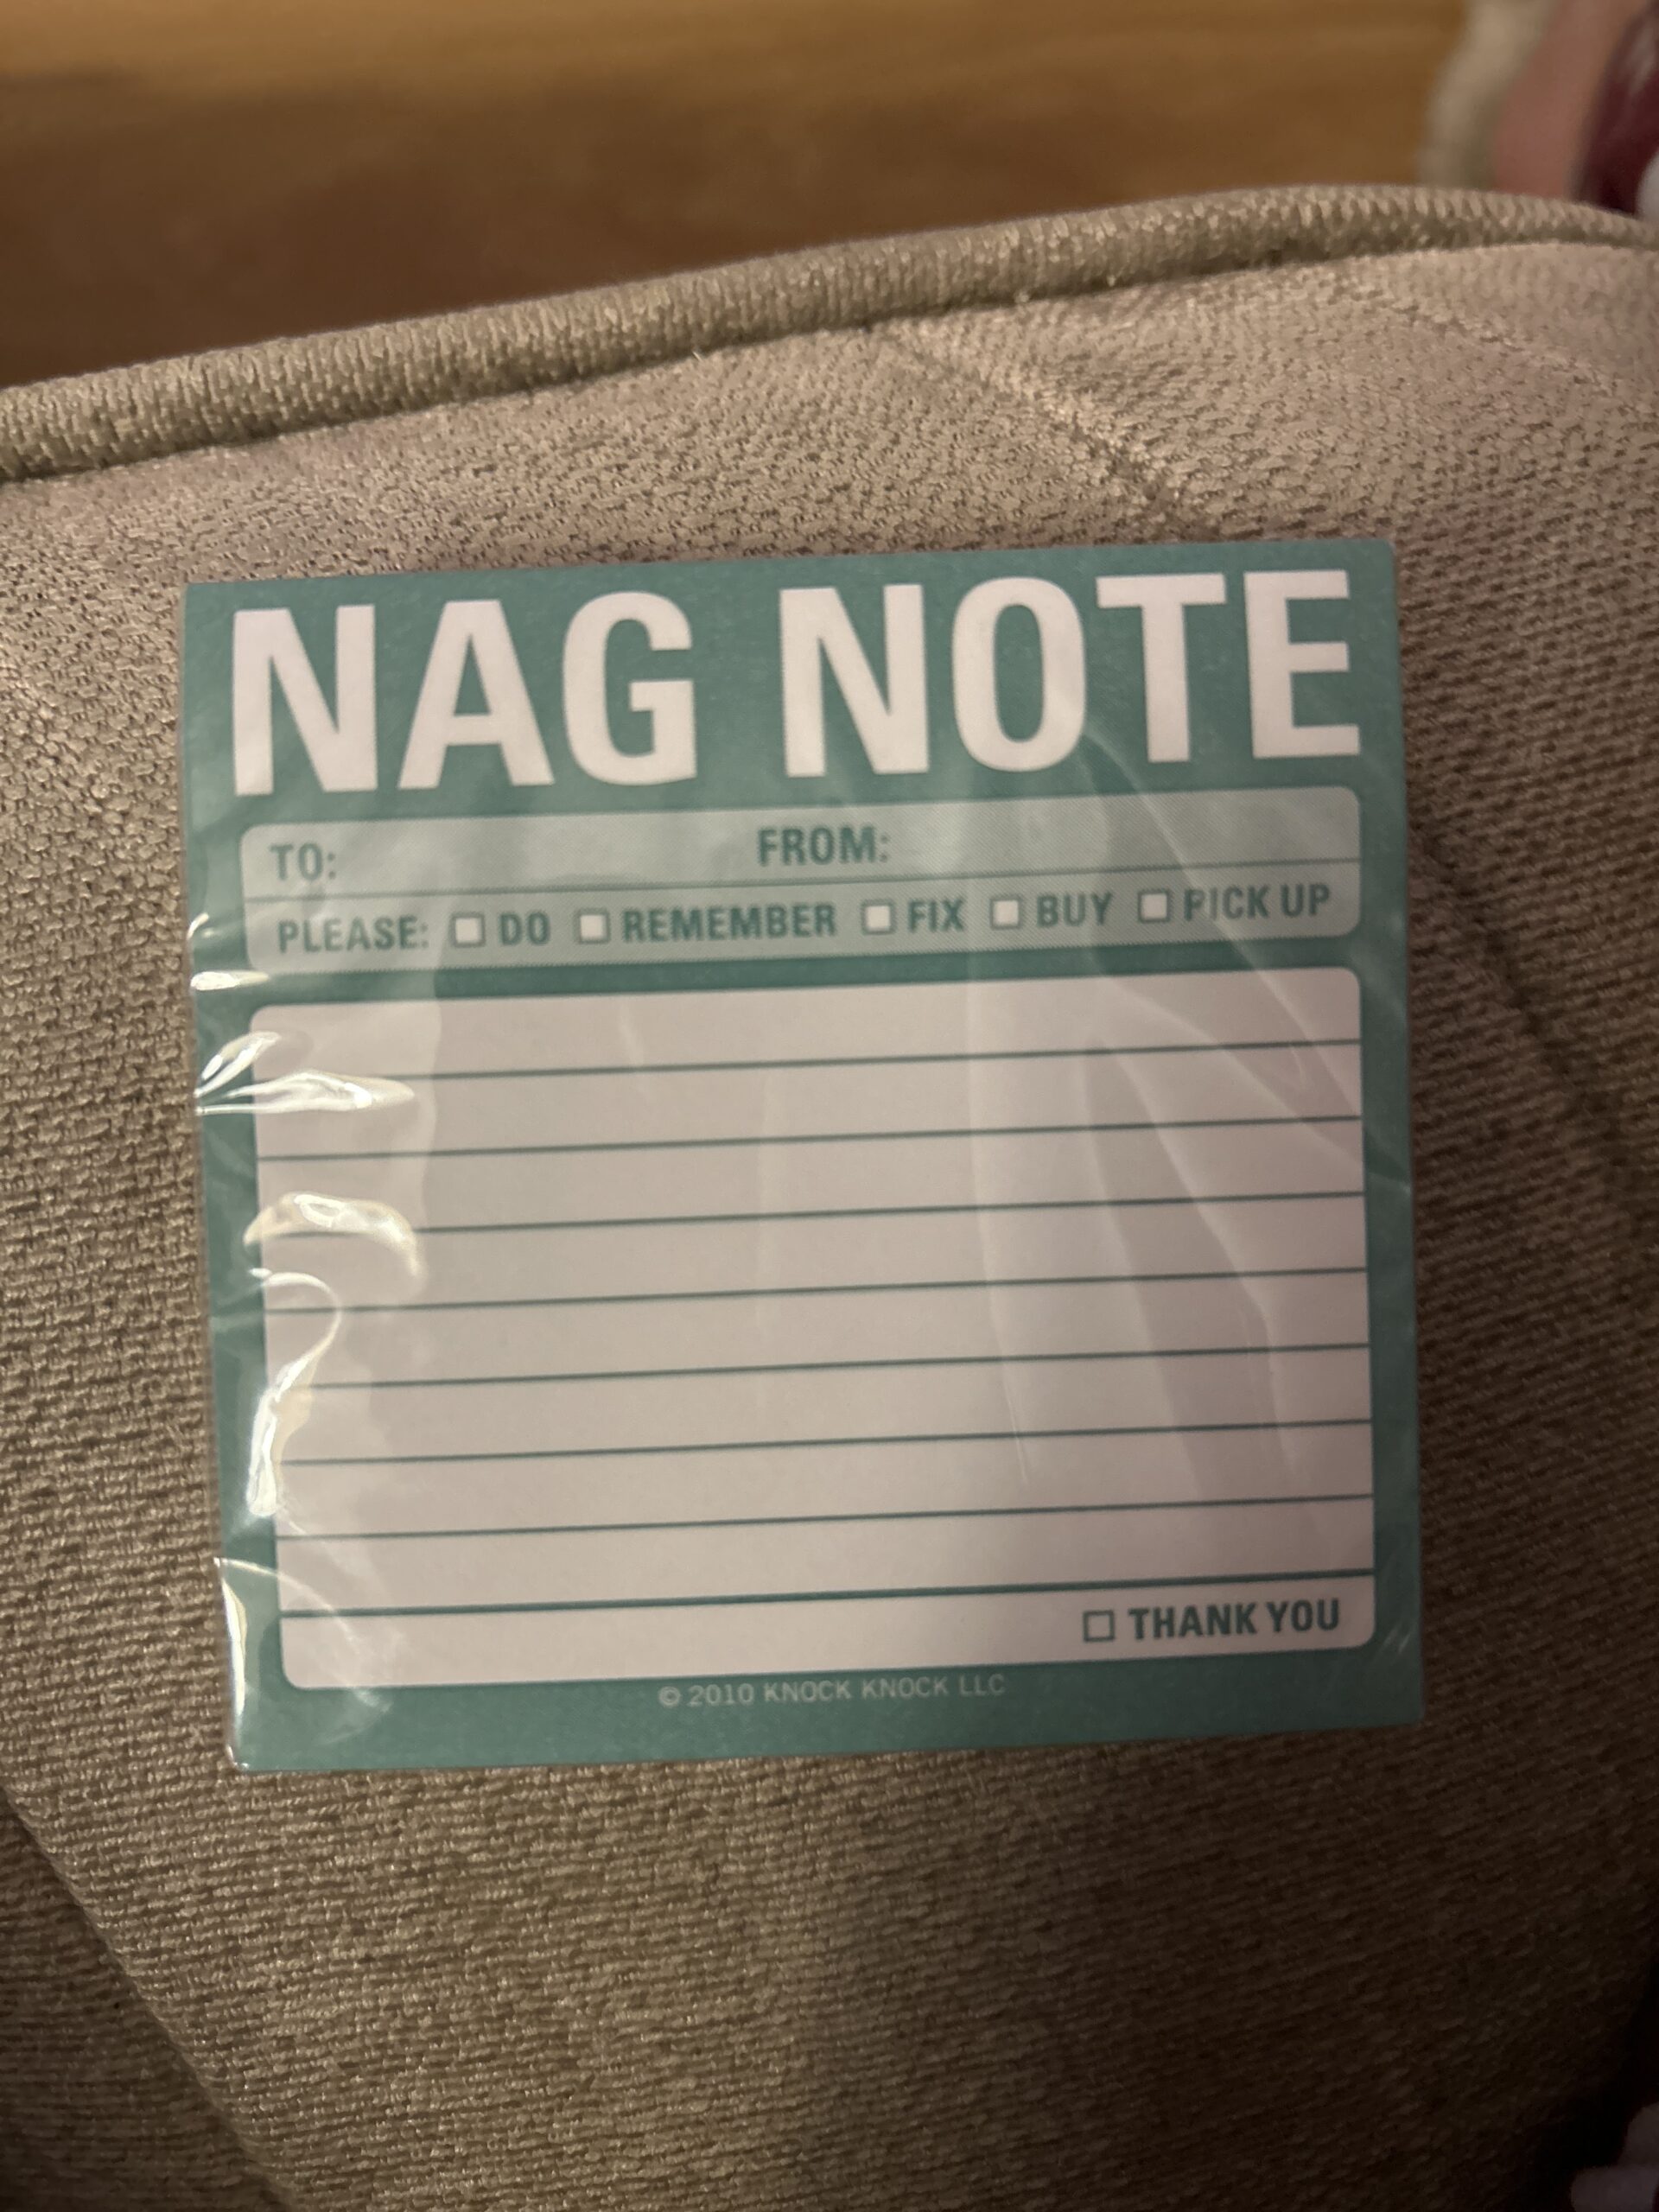 NAG NOTE
TO: FROM:
PLEASE: ☐ DO ☐ REMEMBER ☐ FIX ☐ BUY ☐ PICK UP
☐ THANK YOU
© 2010 KNOCK KNOCK LLC